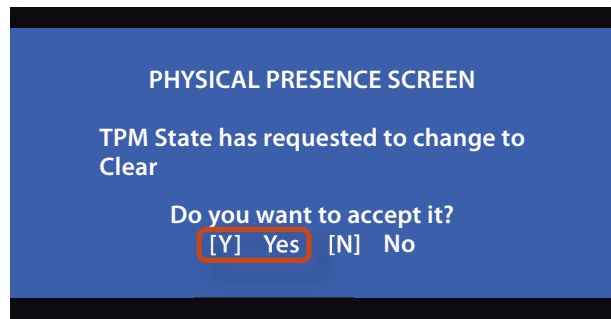 PHYSICAL PRESENCE SCREEN
TPM State has requested to change to
Clear
Do you want to accept it?
[Y] Yes [N] No